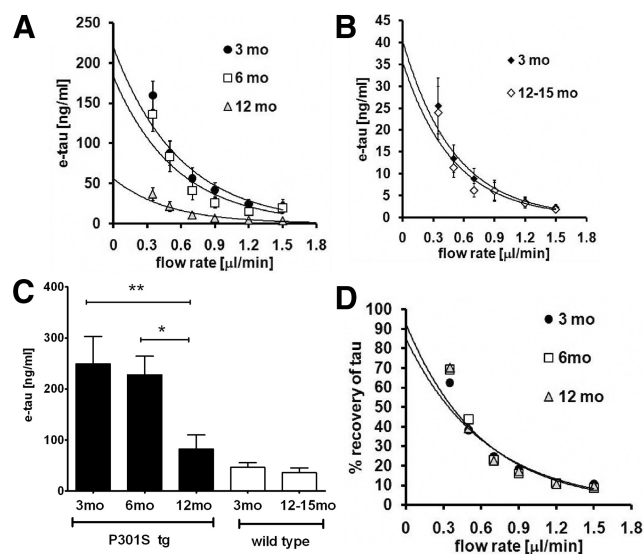 A
e-tau [ng/ml]
250
200
150
100
50
0
0 0.3 0.6 0.9 1.2 1.5 1.8
flow rate [µl/min]
3 mo
6 mo
12 mo
B
e-tau [ng/ml]
45
40
35
30
25
20
15
10
5
0
0 0.3 0.6 0.9 1.2 1.5 1.8
flow rate [µl/min]
3 mo
12-15 mo
C
e-tau [ng/ml]
400
300
200
100
0
**
*
3mo 6mo 12mo 3mo 12-15mo
P301S tg wild type
D
% recovery of tau
100
90
80
70
60
50
40
30
20
10
0
0 0.3 0.6 0.9 1.2 1.5 1.8
flow rate [µl/min]
3 mo
6mo
12 mo